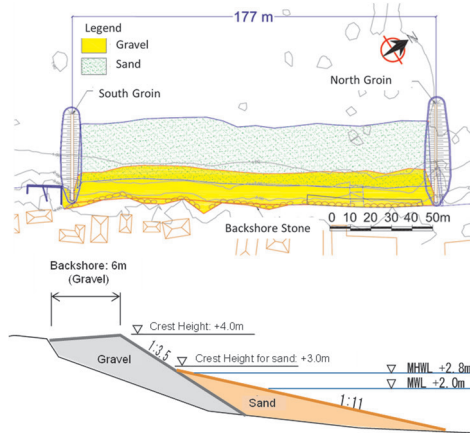 177 m
Legend
Gravel
Sand
N
South Groin
North Groin
Backshore Stone
0 10 20 30 40 50m
Backshore: 6m
(Gravel)
Crest Height: +4.0m
1:3.5
Gravel
Crest Height for sand: +3.0m
MHWL +2.8m
MWL +2.0m
1:11
Sand